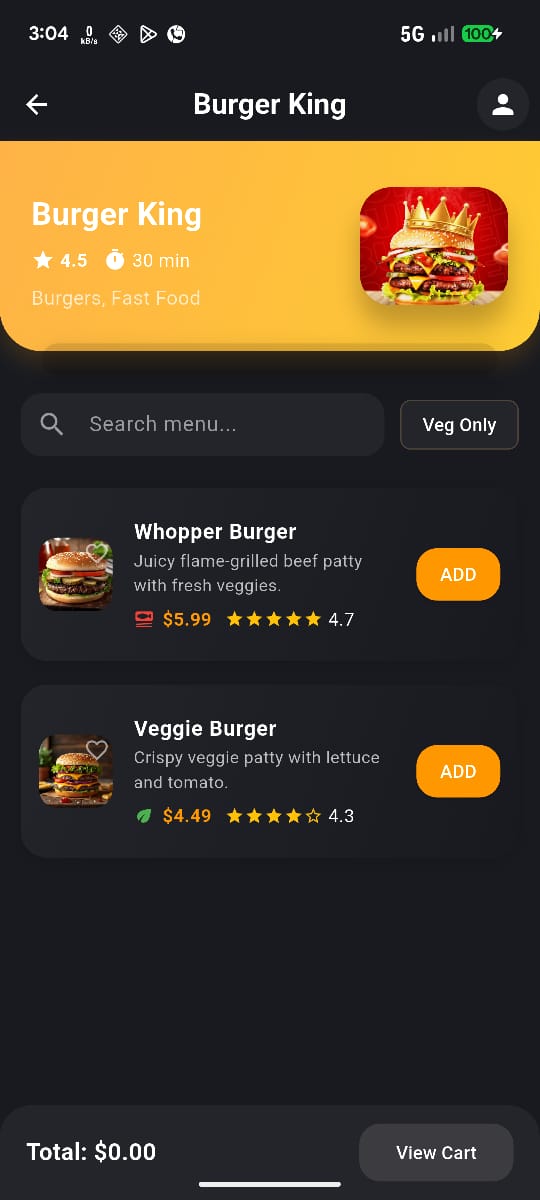 3:04 0 kB/s 5G 100
Burger King
Burger King
4.5 30 min
Burgers, Fast Food
Search menu...
Veg Only
Whopper Burger
Juicy flame-grilled beef patty
with fresh veggies.
ADD
$5.99 4.7
Veggie Burger
Crispy veggie patty with lettuce
and tomato.
ADD
$4.49 4.3
Total: $0.00
View Cart